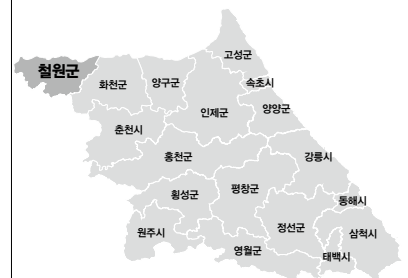 고성군
철원군
화천군
양구군
속초시
인제군
양양군
춘천시
홍천군
강릉시
횡성군
평창군
동해시
원주시
정선군
삼척시
영월군
태백시